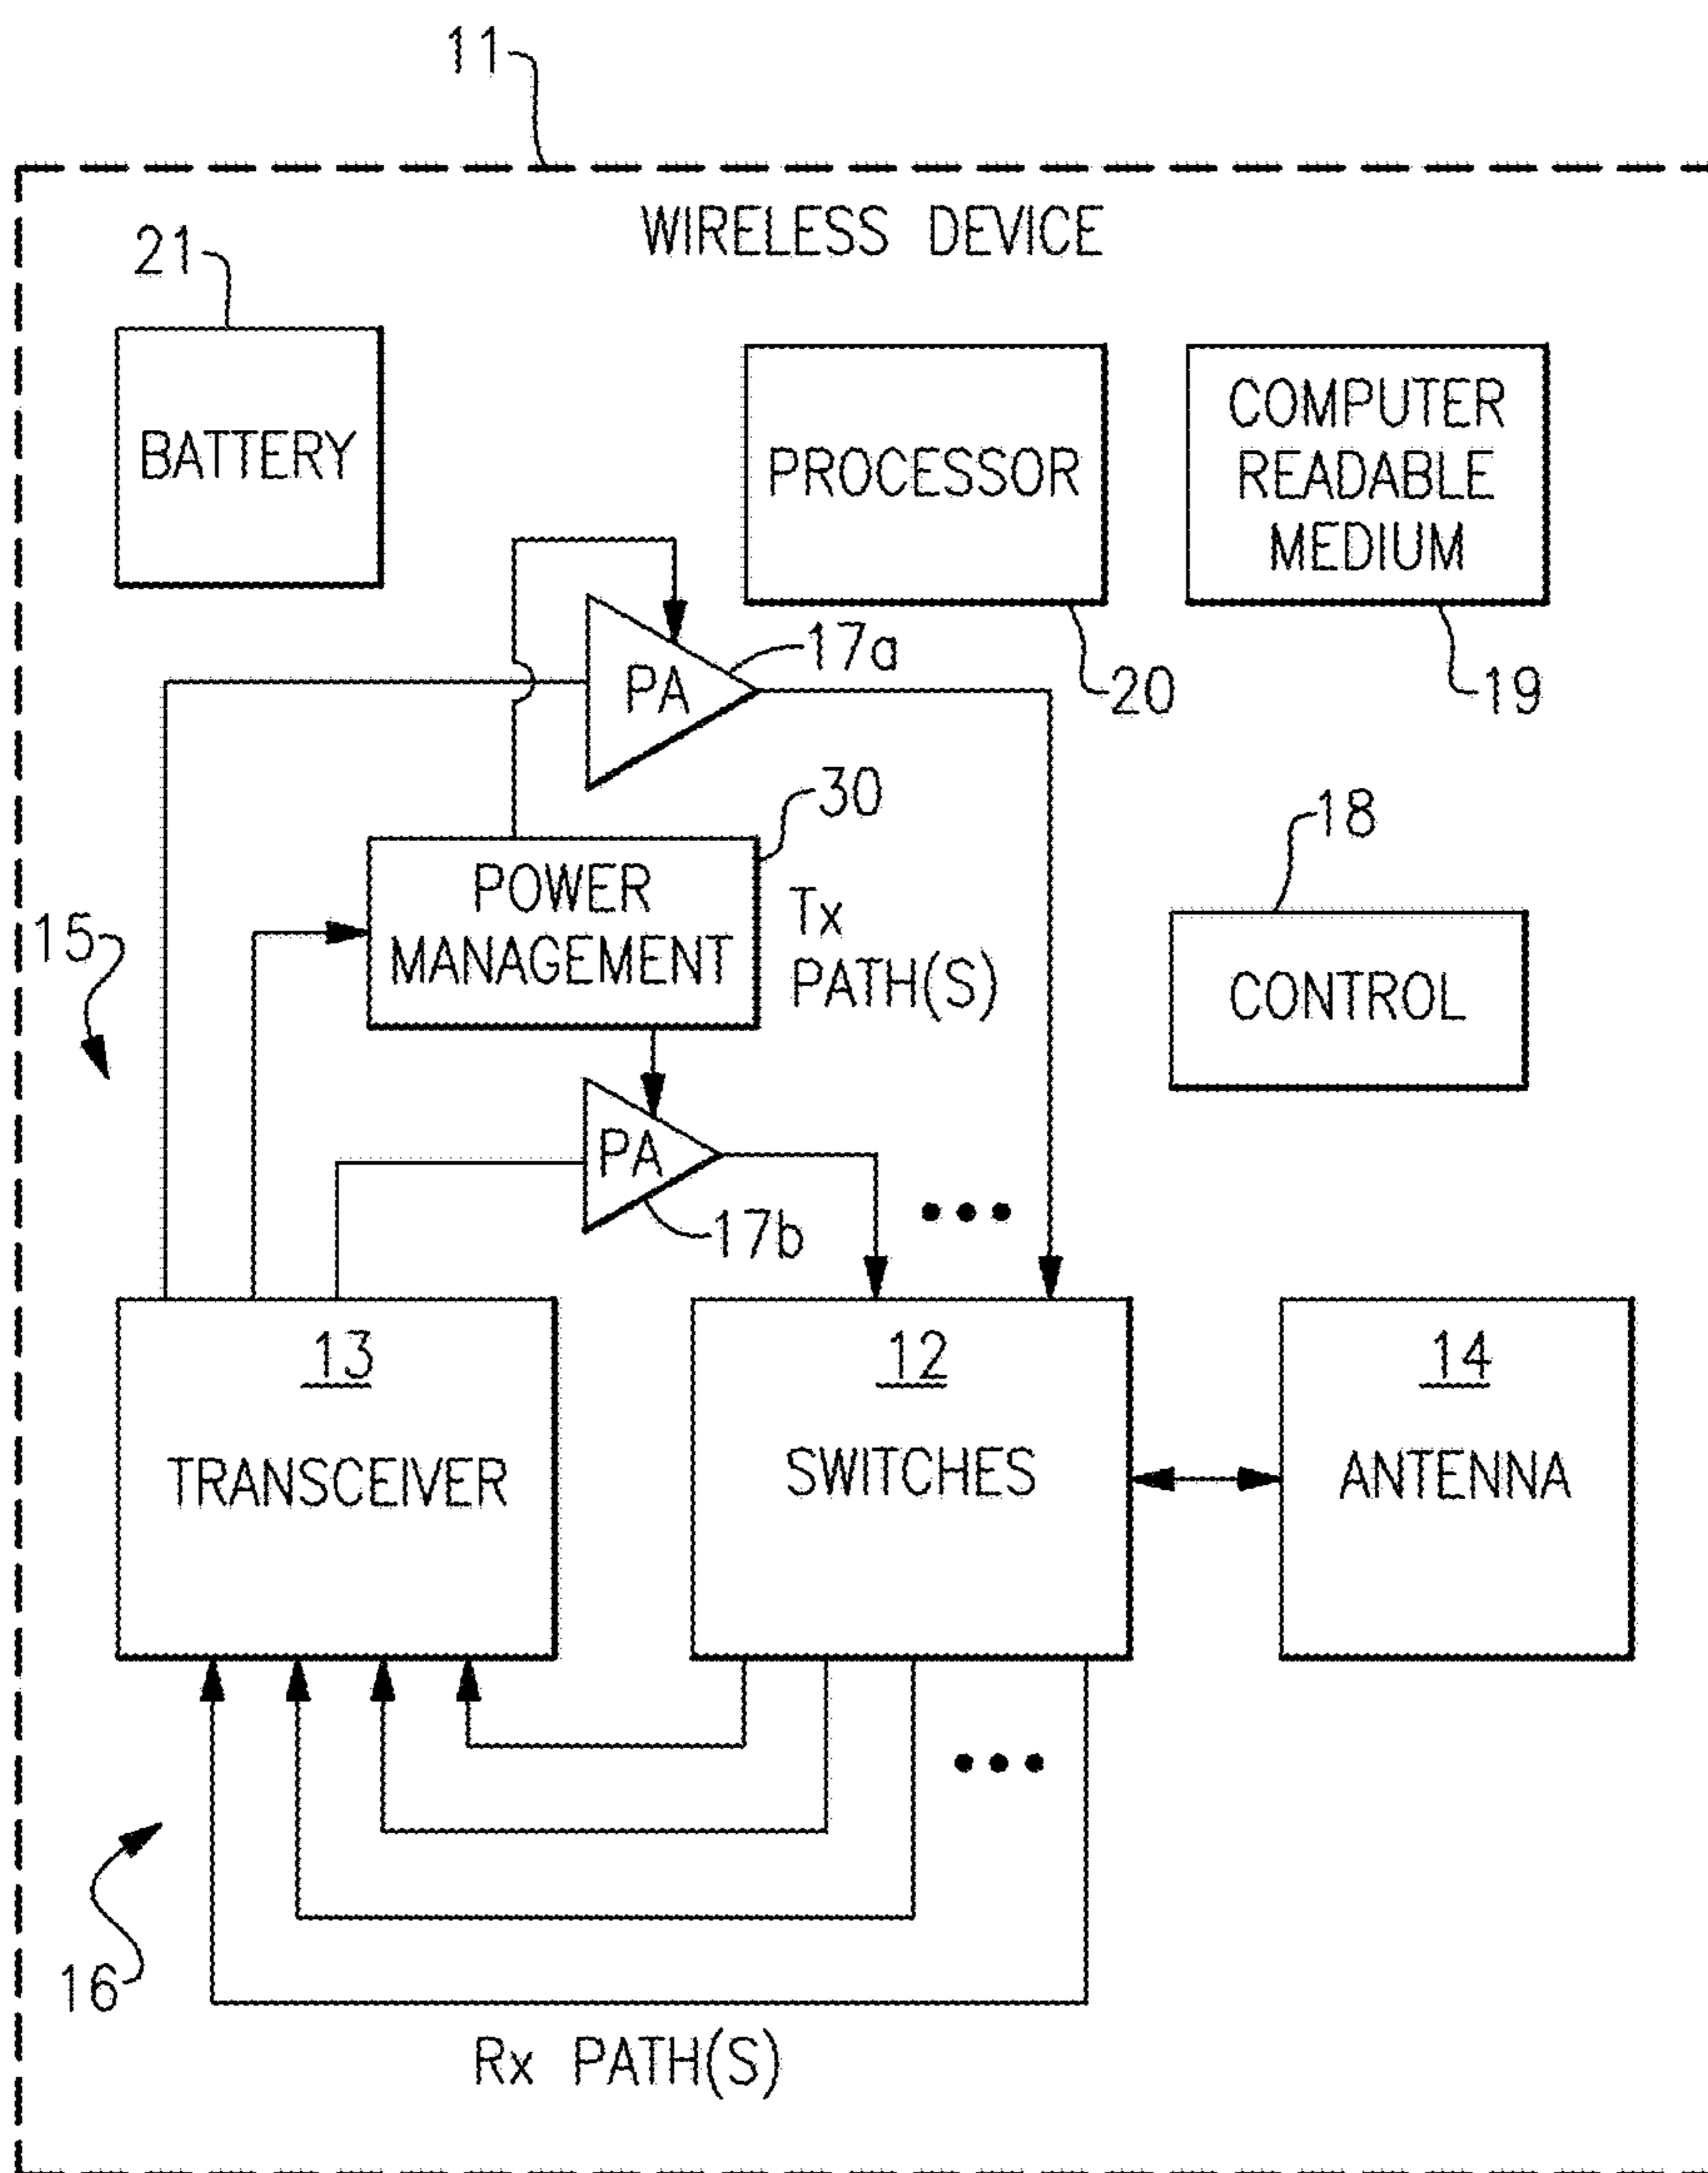 11
WIRELESS DEVICE
21
BATTERY
PROCESSOR
COMPUTER
READABLE
MEDIUM
17a
PA
20
19
30
18
POWER
MANAGEMENT
Tx
PATH(S)
15
CONTROL
PA
17b
13
TRANSCEIVER
12
SWITCHES
14
ANTENNA
16
Rx PATH(S)